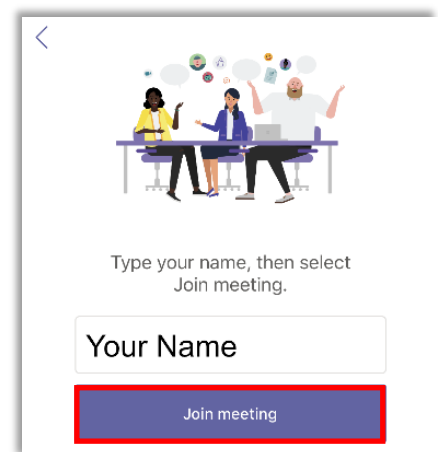 Type your name, then select
Join meeting.
Your Name
Join meeting